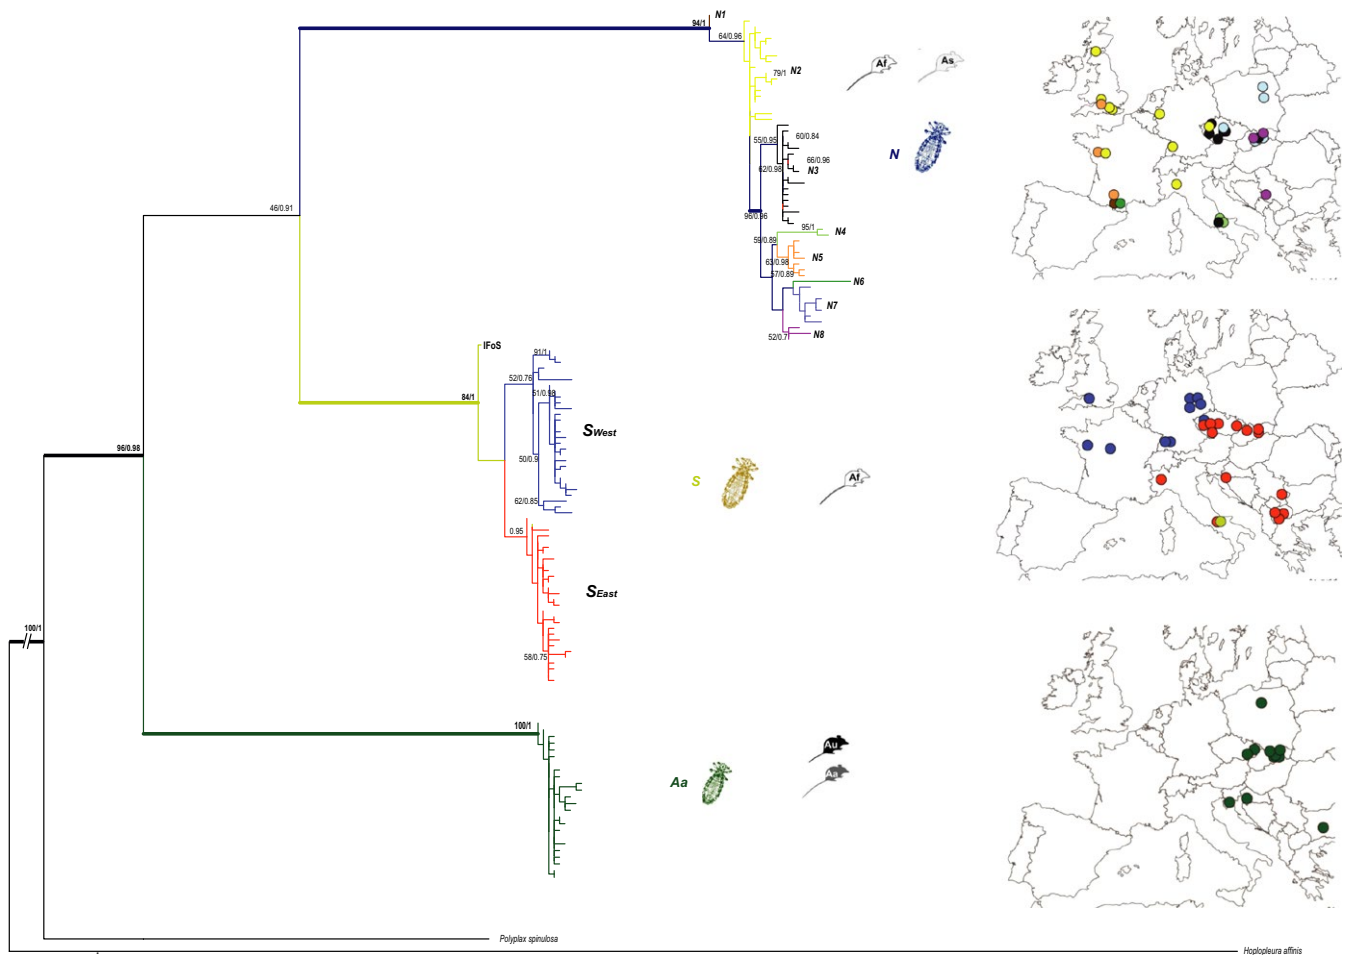 N1
94/1
64/0.96
79/1 N2
Af As
55/0.95
60/0.84
66/0.96
62/0.98 N3
N
96/0.96
95/1 N4
59/0.89
N5
63/0.98
57/0.89
N6
N7
52/0.7 N8
46/0.91
IFoS
91/1
52/0.76
51/0.98
84/1
SWest
50/0.9
62/0.85
S
Af
0.95
SEast
58/0.75
96/0.98
100/1
100/1
Au
Aa
Aa
Polyplax spinulosa
Hoplopleura affinis